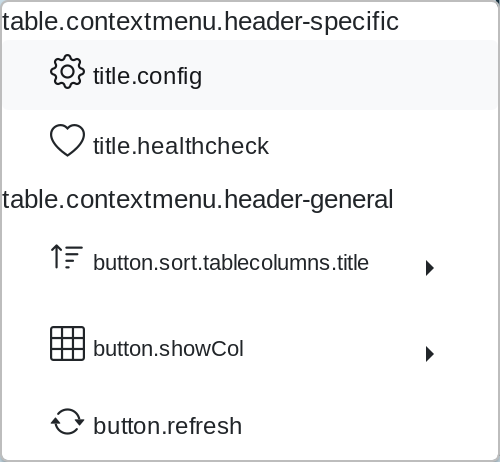 table.contextmenu.header-specific
title.config
title.healthcheck
table.contextmenu.header-general
button.sort.tablecolumns.title
button.showCol
button.refresh